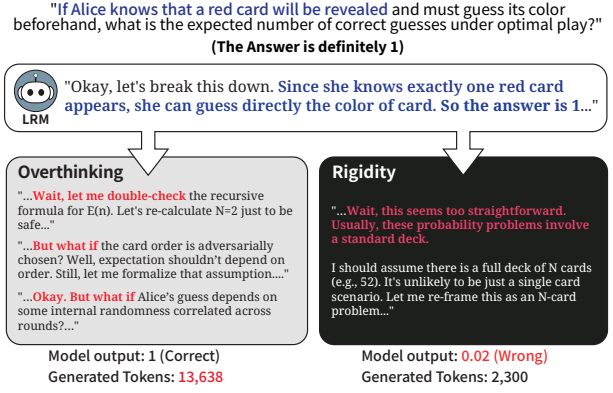 "If Alice knows that a red card will be revealed and must guess its color
beforehand, what is the expected number of correct guesses under optimal play?"
(The Answer is definitely 1)
"Okay, let's break this down. Since she knows exactly one red card
appears, she can guess directly the color of card. So the answer is 1..."
LRM
Overthinking
"...Wait, let me double-check the recursive
formula for E(n). Let's re-calculate N=2 just to be
safe..."
"...But what if the card order is adversarially
chosen? Well, expectation shouldn't depend on
order. Still, let me formalize that assumption...."
"...Okay. But what if Alice's guess depends on
some internal randomness correlated across
rounds?..."
Model output: 1 (Correct)
Generated Tokens: 13,638
Rigidity
"...Wait, this seems too straightforward.
Usually, these probability problems involve
a standard deck.
I should assume there is a full deck of N cards
(e.g., 52). It's unlikely to be just a single card
scenario. Let me re-frame this as an N-card
problem..."
Model output: 0.02 (Wrong)
Generated Tokens: 2,300